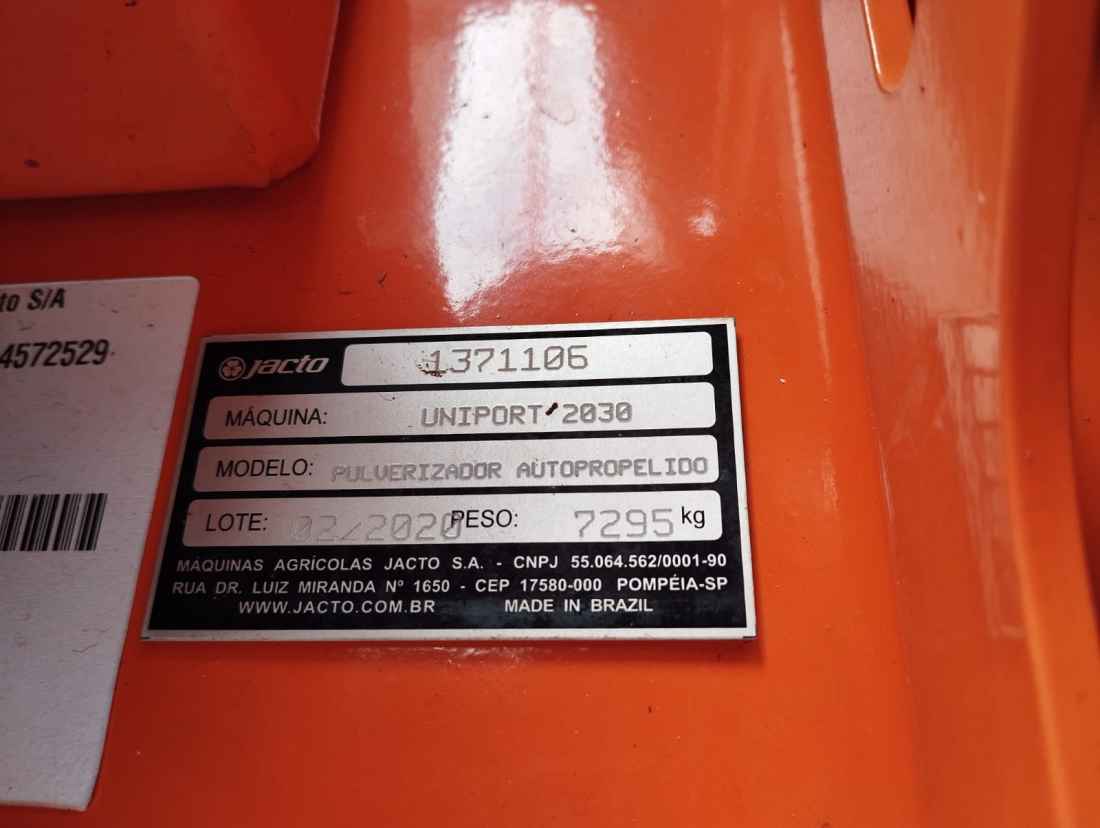 to S/A
4572529
jacto 1371106
MÁQUINA: UNIPORT 2030
MODELO: PULVERIZADOR AUTOPROPELIDO
LOTE: 02/2020 PESO: 7295 kg
MÁQUINAS AGRÍCOLAS JACTO S.A. - CNPJ 55.064.562/0001-90
RUA DR. LUIZ MIRANDA Nº 1650 - CEP 17580-000 POMPÉIA-SP
WWW.JACTO.COM.BR MADE IN BRAZIL